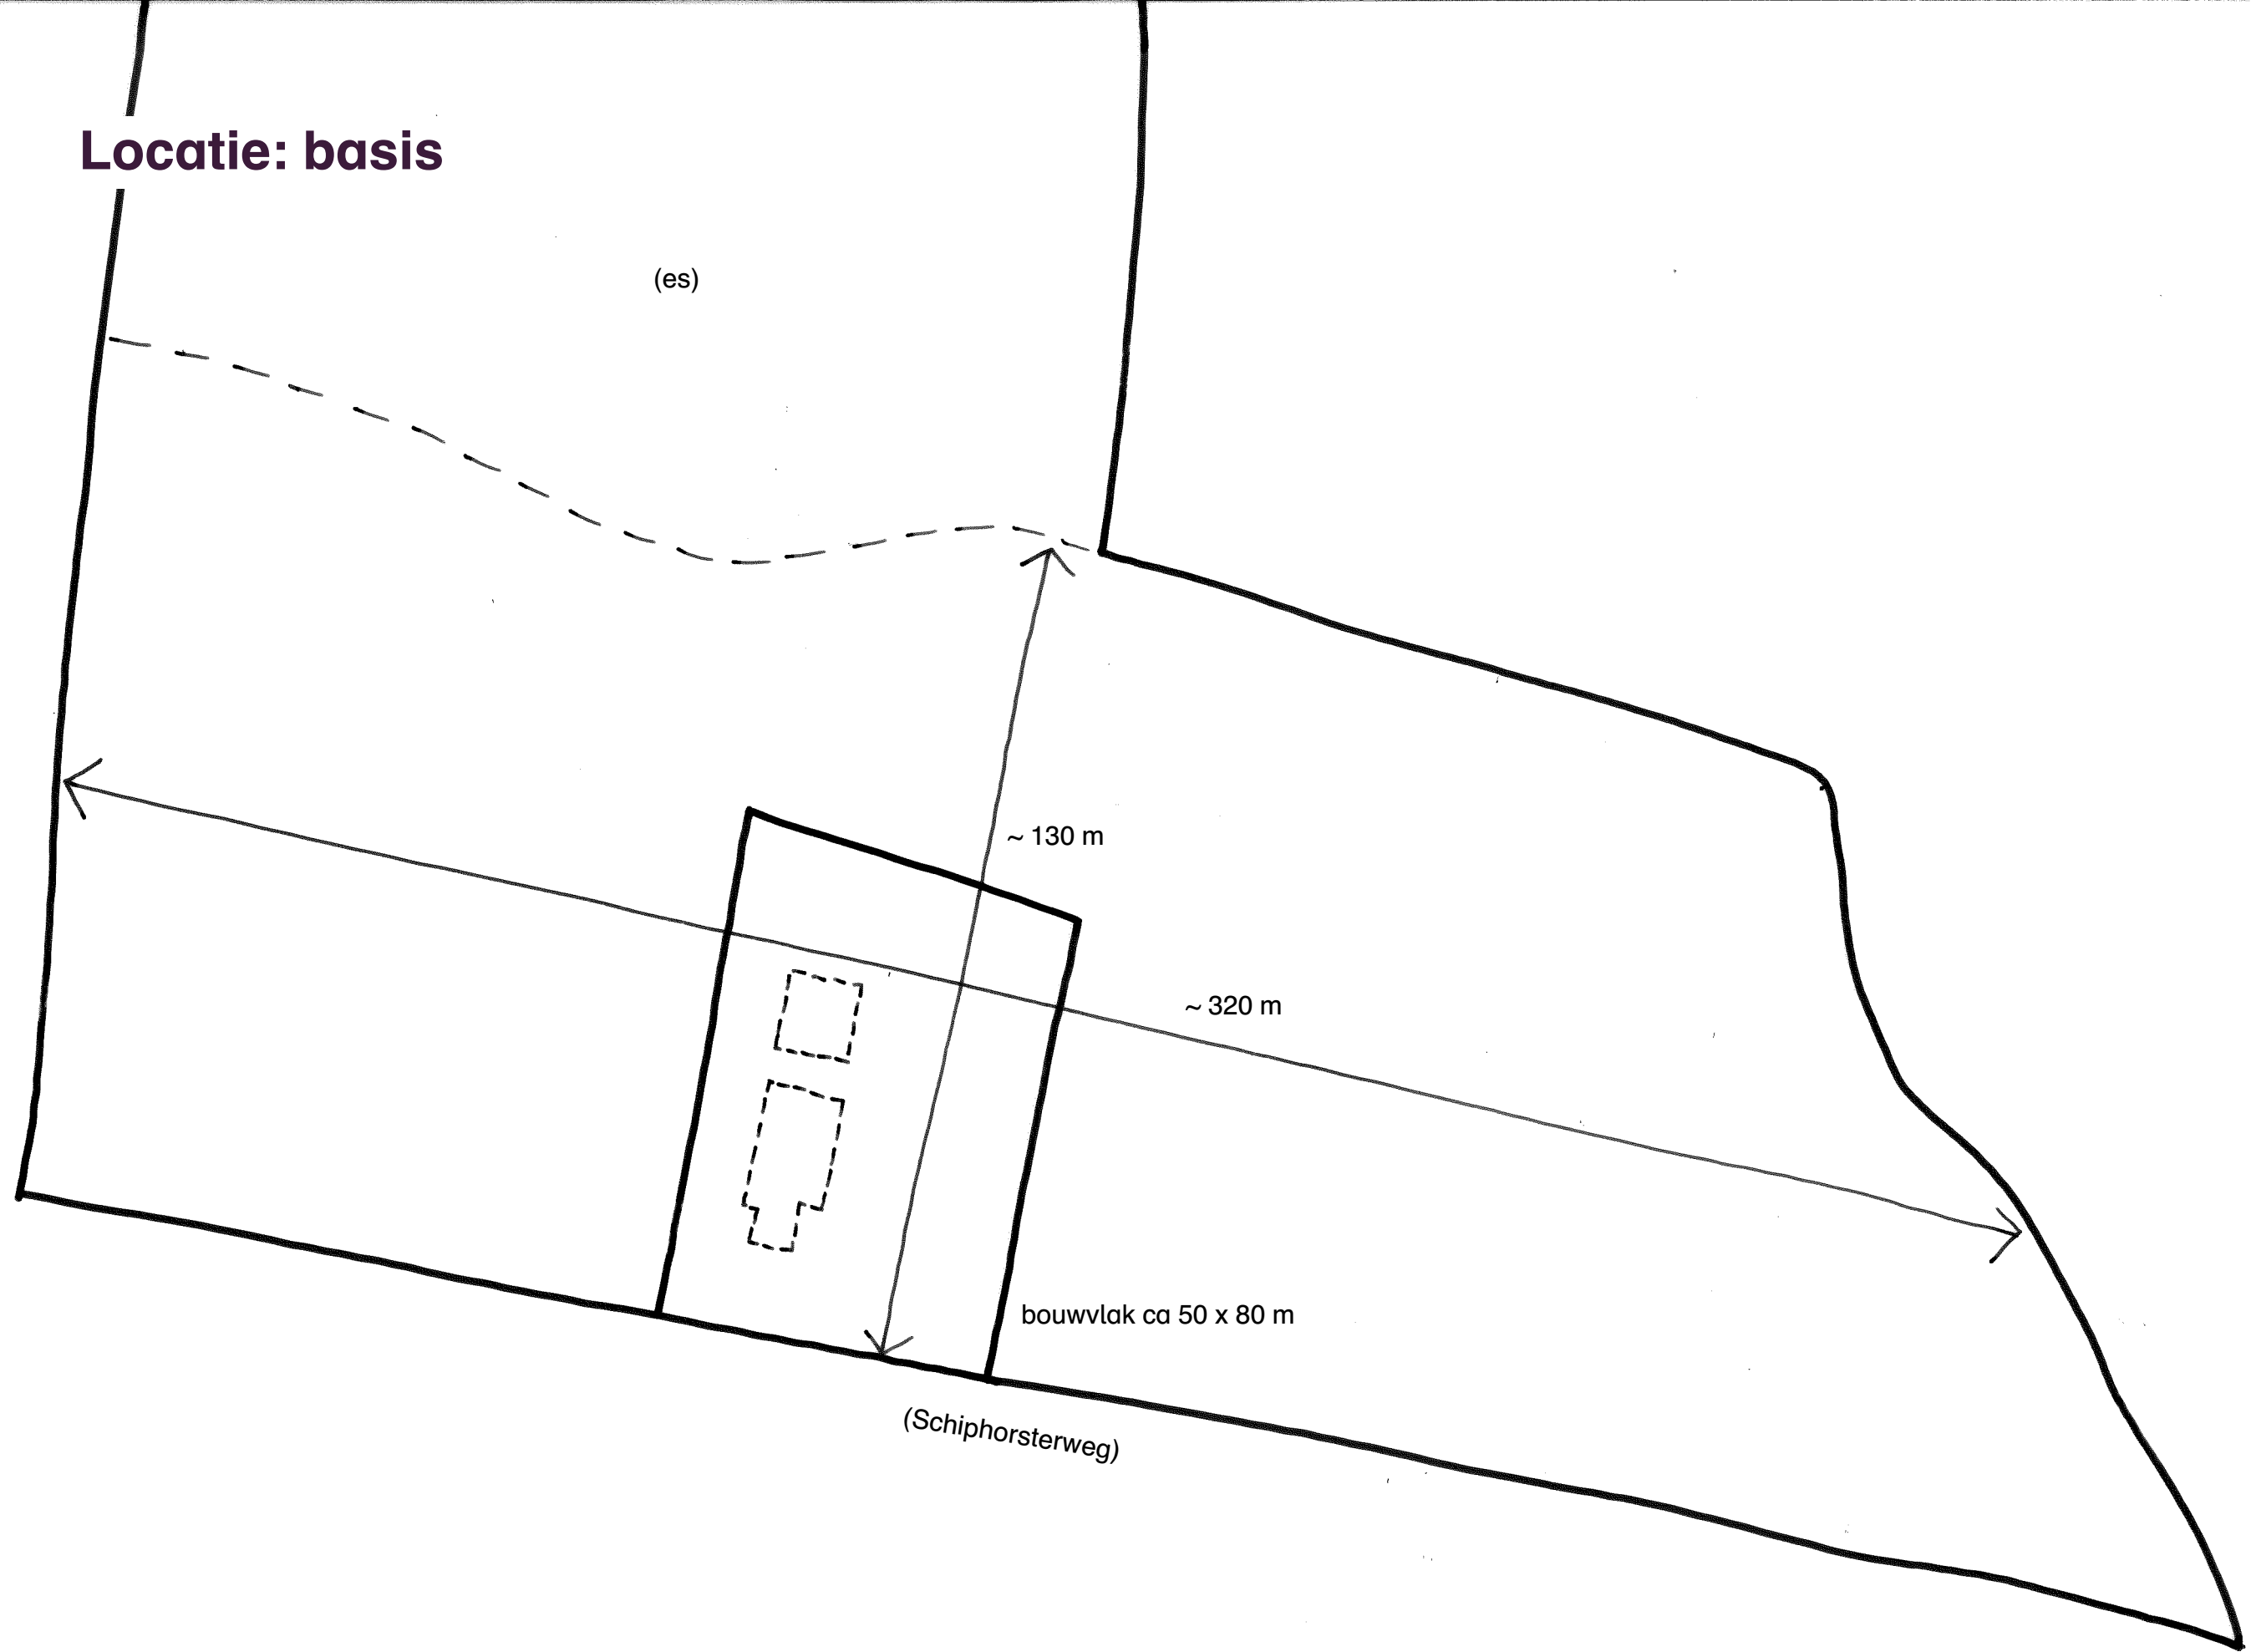 Locatie: basis
(es)
~ 130 m
~ 320 m
bouwvlak ca 50 x 80 m
(Schiphorsterweg)